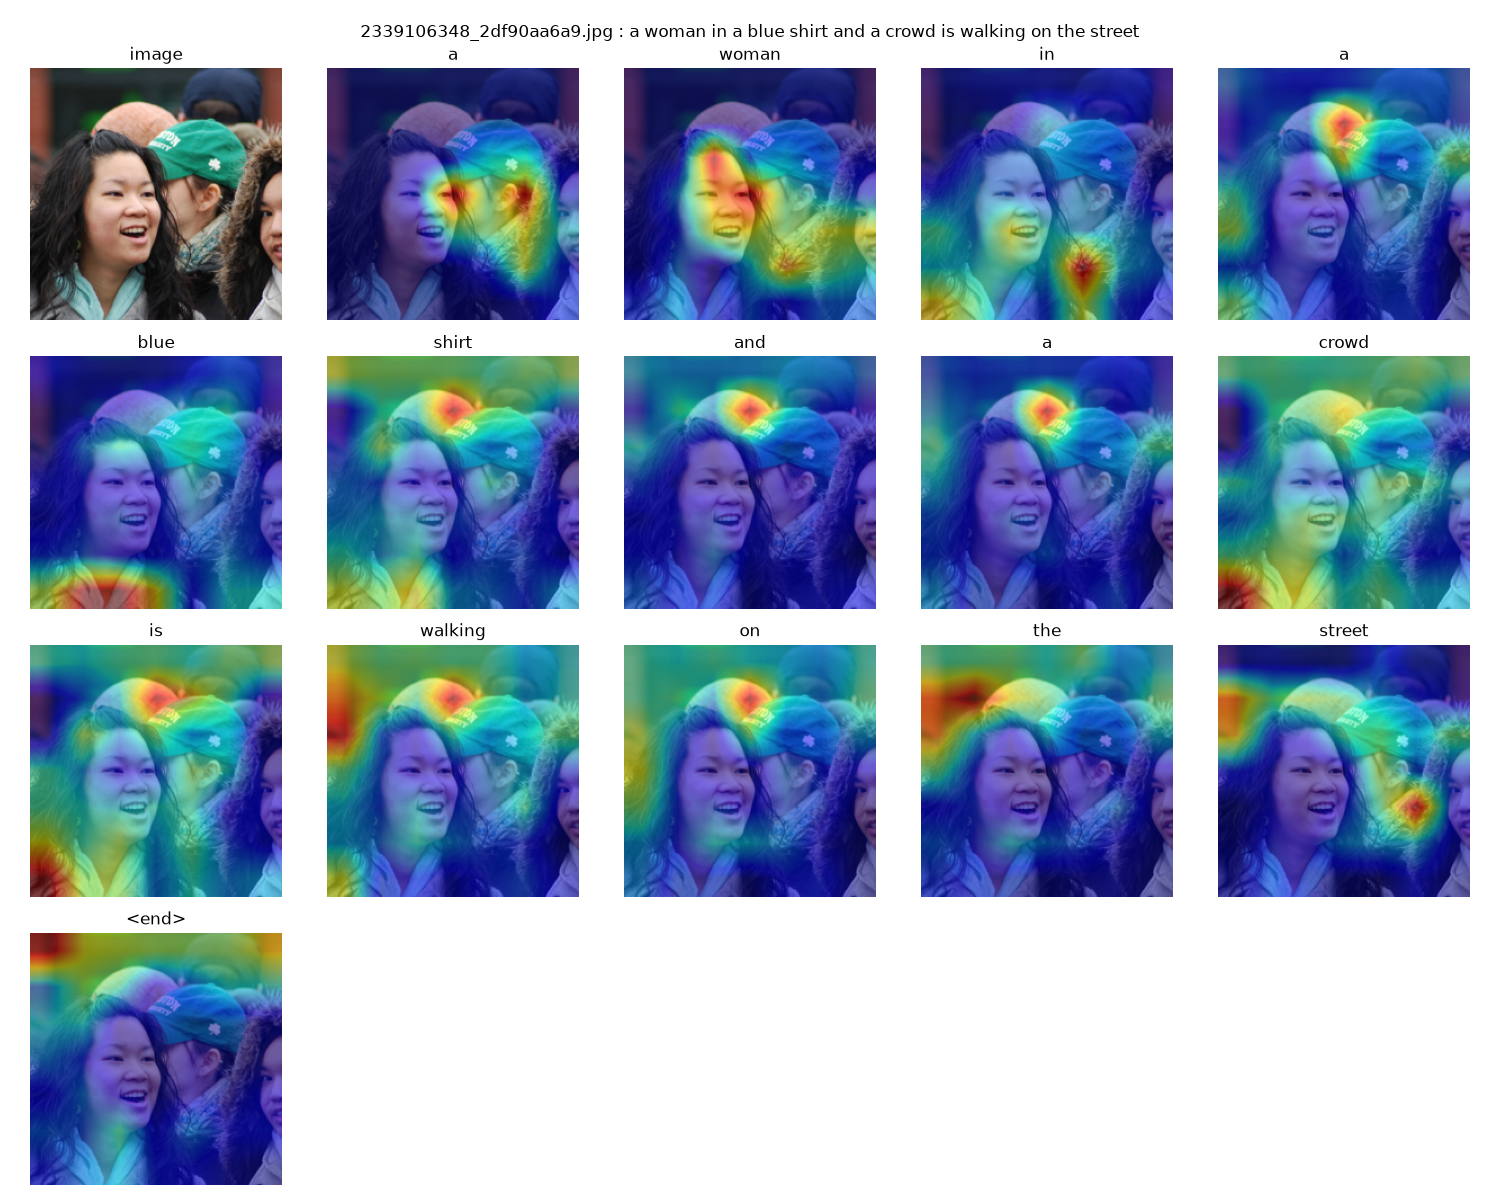 2339106348_2df90aa6a9.jpg : a woman in a blue shirt and a crowd is walking on the street
image a woman in a
blue shirt and a crowd
is walking on the street
<end>